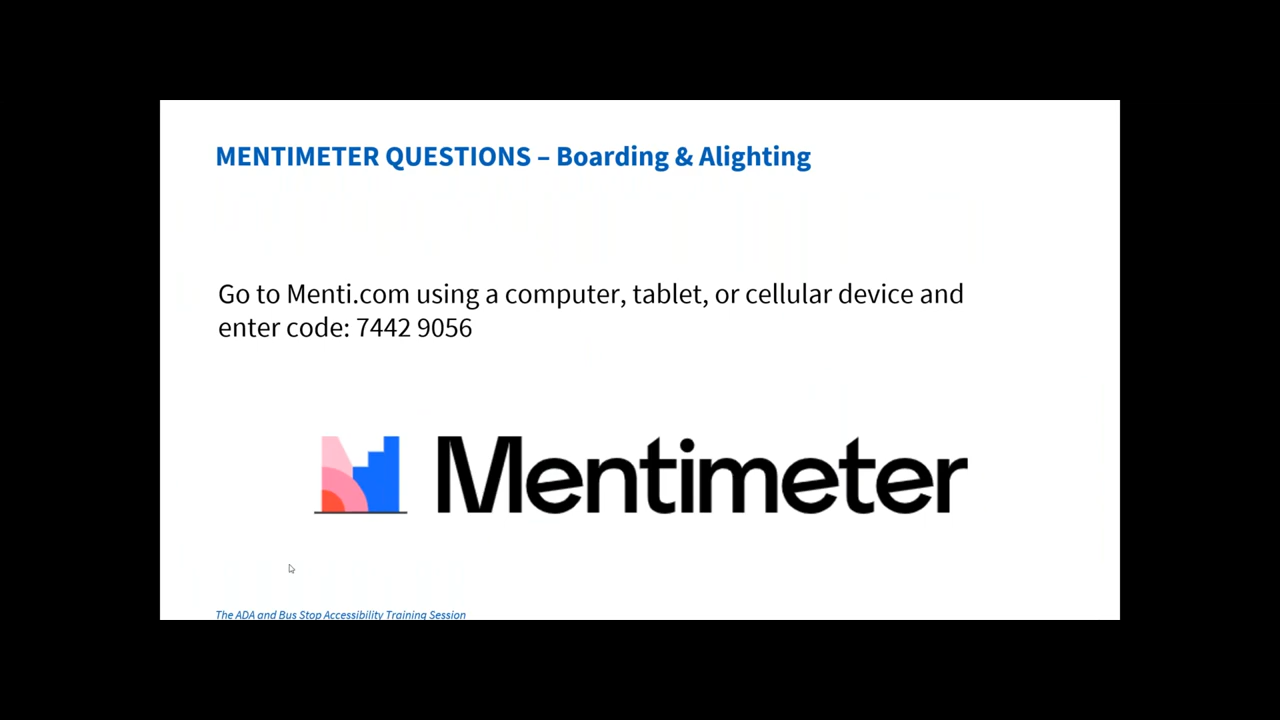 MENTIMETER QUESTIONS – Boarding & Alighting
Go to Menti.com using a computer, tablet, or cellular device and
enter code: 7442 9056
Mentimeter
The ADA and Bus Stop Accessibility Training Session